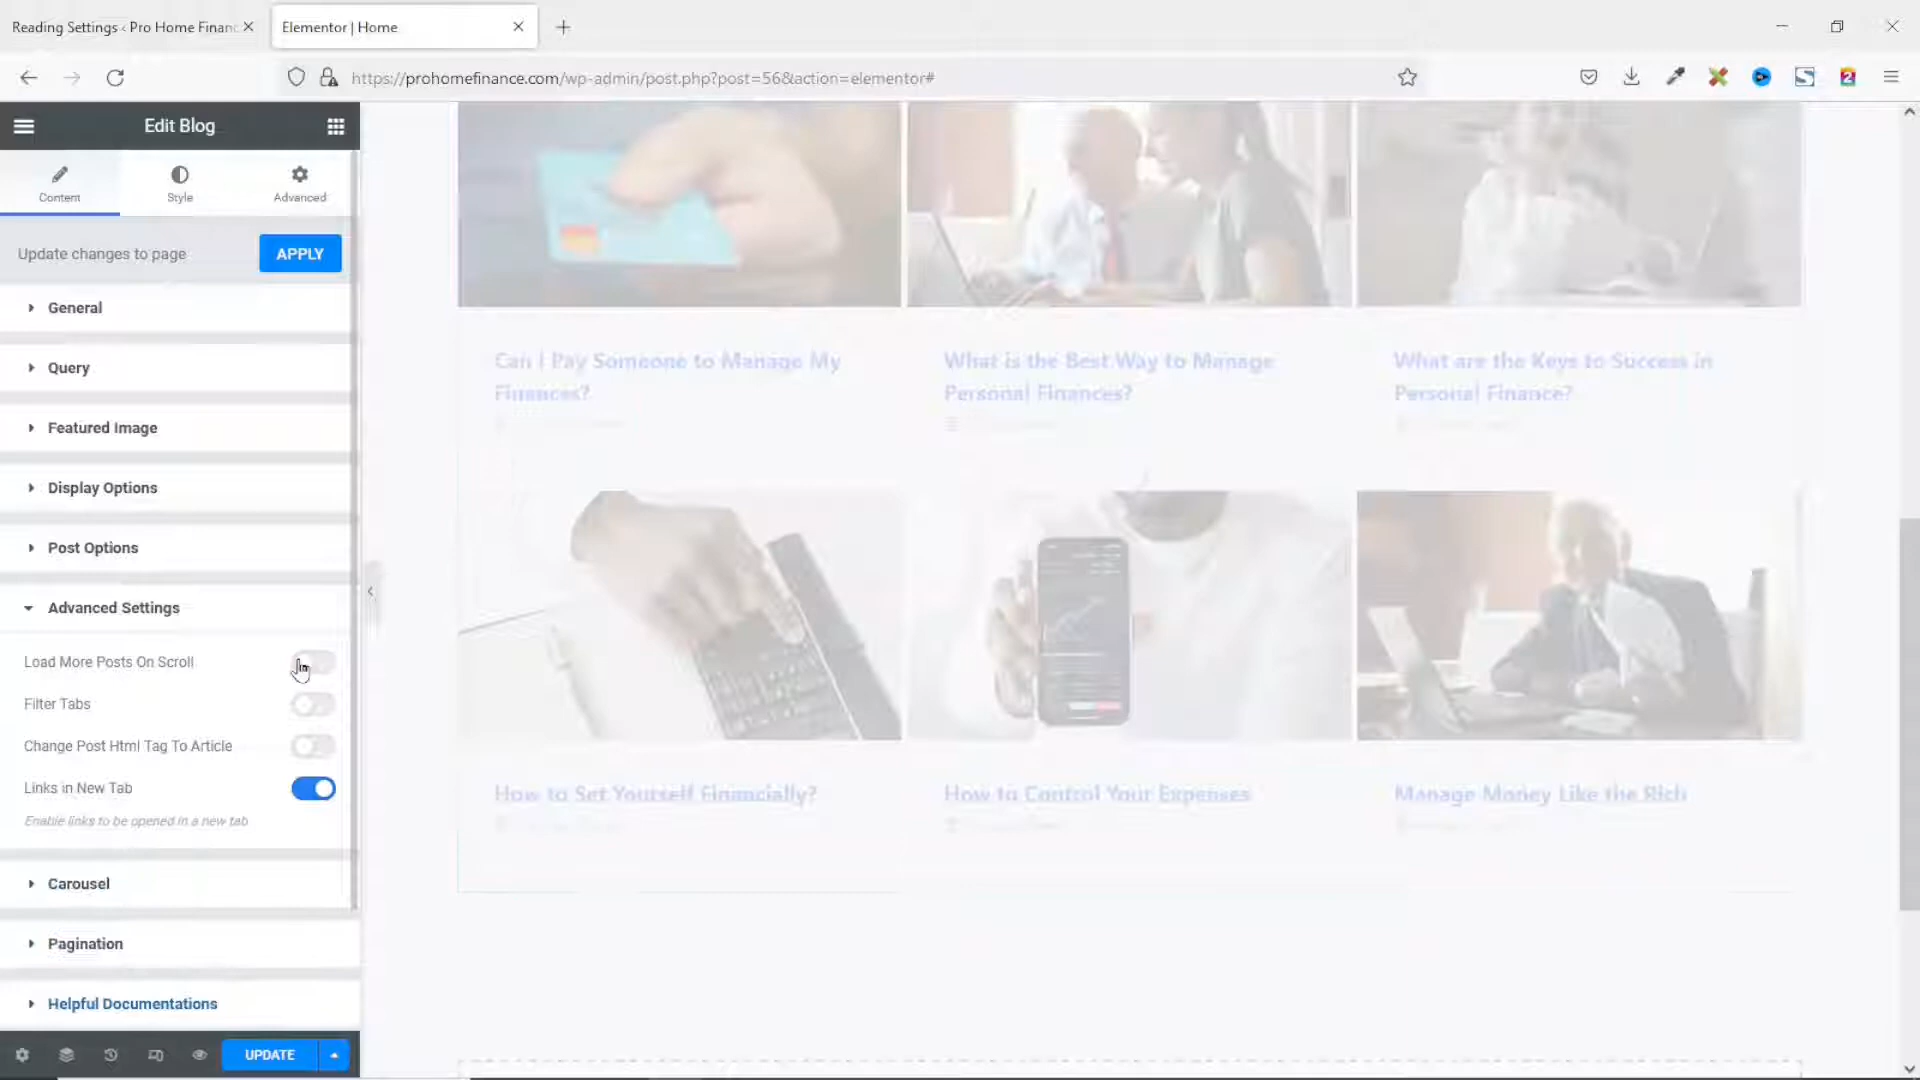 Reading Settings ‹ Pro Home Financ
Elementor | Home
https://prohomefinance.com/wp-admin/post.php?post=56&action=elementor#
Edit Blog
Content
Style
Advanced
Update changes to page
APPLY
General
Query
Featured Image
Display Options
Post Options
Advanced Settings
Load More Posts On Scroll
Filter Tabs
Change Post Html Tag To Article
Links in New Tab
Enable links to be opened in a new tab
Carousel
Pagination
Helpful Documentations
UPDATE
Can I Pay Someone to Manage My
Finances?
What is the Best Way to Manage
Personal Finances?
What are the Keys to Success in
Personal Finance?
How to Set Yourself Financially?
How to Control Your Expenses
Manage Money Like the Rich